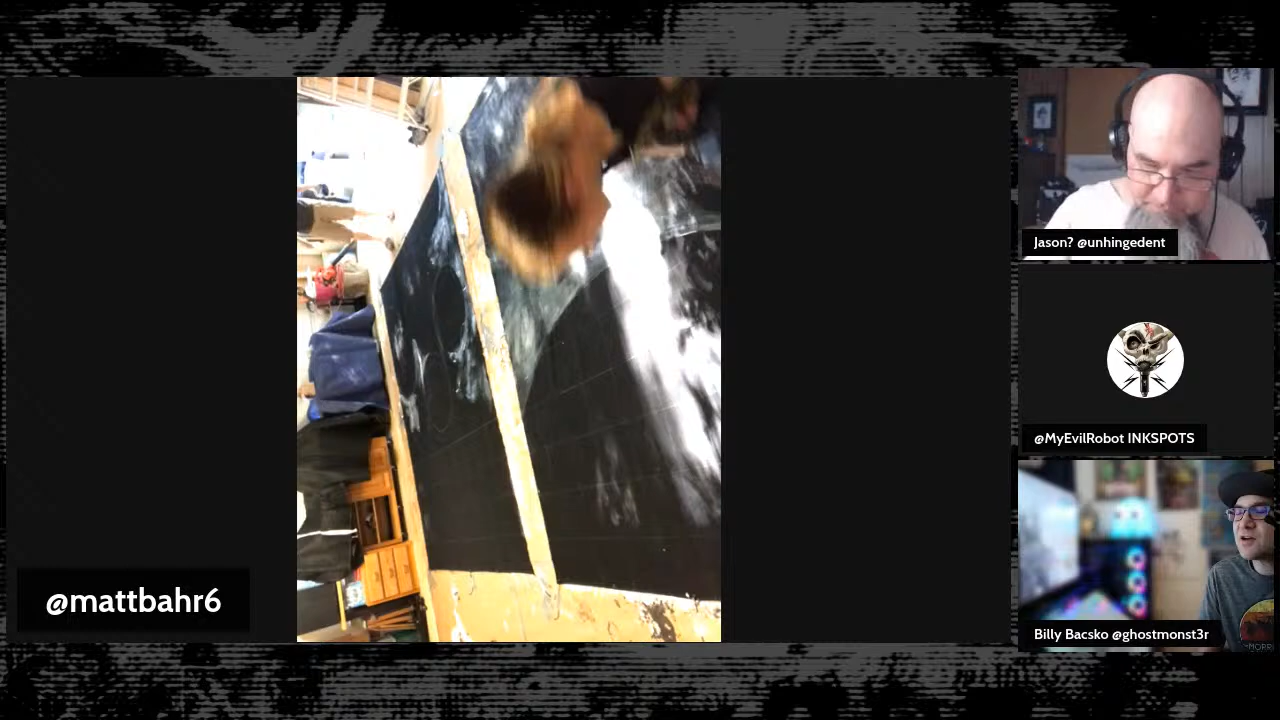 Jason? @unhingedent
@MyEvilRobot INKSPOTS
@mattbahr6
Billy Bacsko @ghostmonst3r